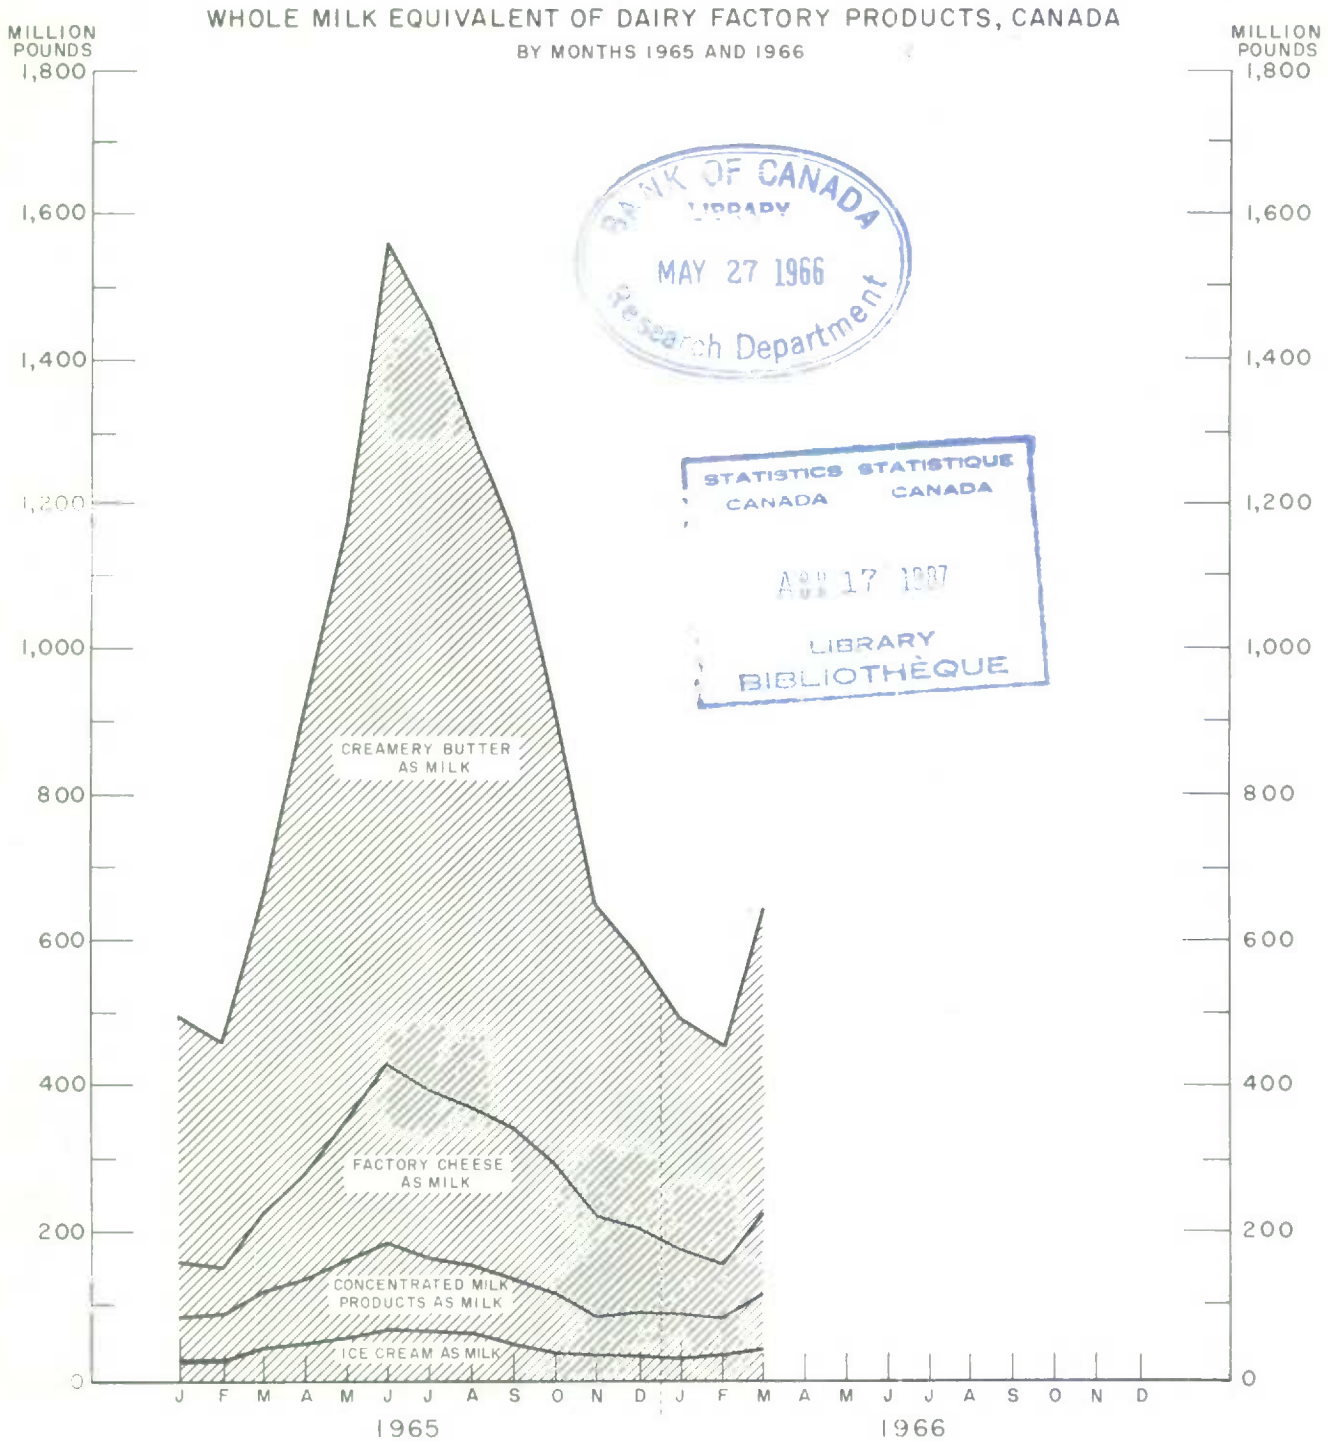 WHOLE MILK EQUIVALENT OF DAIRY FACTORY PRODUCTS, CANADA
BY MONTHS 1965 AND 1966
MILLION
POUNDS
MILLION
POUNDS
1,800
1,800
1,600
1,600
1,400
1,400
1,200
1,200
1,000
1,000
800
800
600
600
400
400
200
200
0
0
BANK OF CANADA
LIBRARY
MAY 27 1966
Research Department
STATISTICS STATISTIQUE
CANADA CANADA
17
LIBRARY
BIBLIOTHÈQUE
CREAMERY BUTTER
AS MILK
FACTORY CHEESE
AS MILK
CONCENTRATED MILK
PRODUCTS AS MILK
ICE CREAM AS MILK
J F M A M J J A S O N D J F M A M J J A S O N D
1965 1966